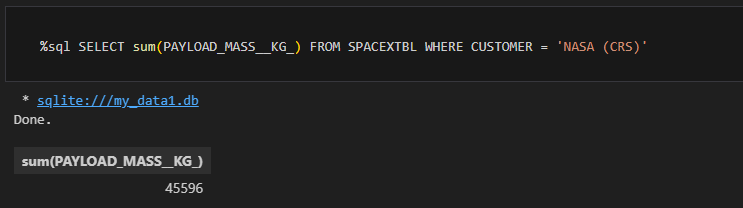 %sql SELECT sum(PAYLOAD_MASS__KG_) FROM SPACEXTBL WHERE CUSTOMER = 'NASA (CRS)'
* sqlite:///my_data1.db
Done.
sum(PAYLOAD_MASS__KG_)
45596